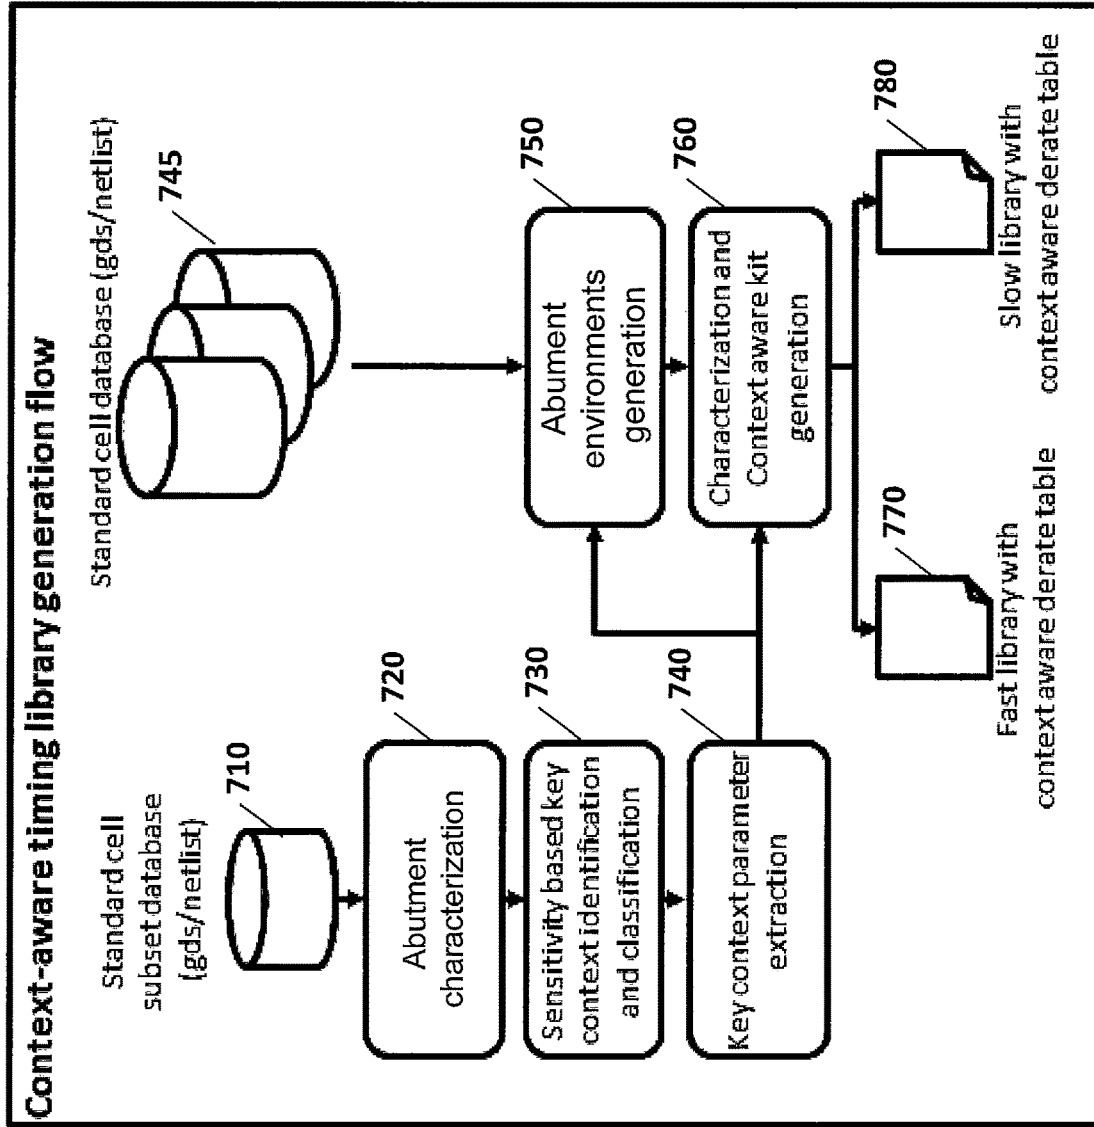 Context-aware timing library generation flow
Standard cell
subset database
(gds/netlist)
710
Abutment
characterization
720
Sensitivity based key
context identification
and classification
730
Key context parameter
extraction
740
Standard cell database (gds/netlist)
745
Abument
environments
generation
750
Characterization and
Context aware kit
generation
760
770
Fast library with
context aware derate table
780
Slow library with
context aware derate table